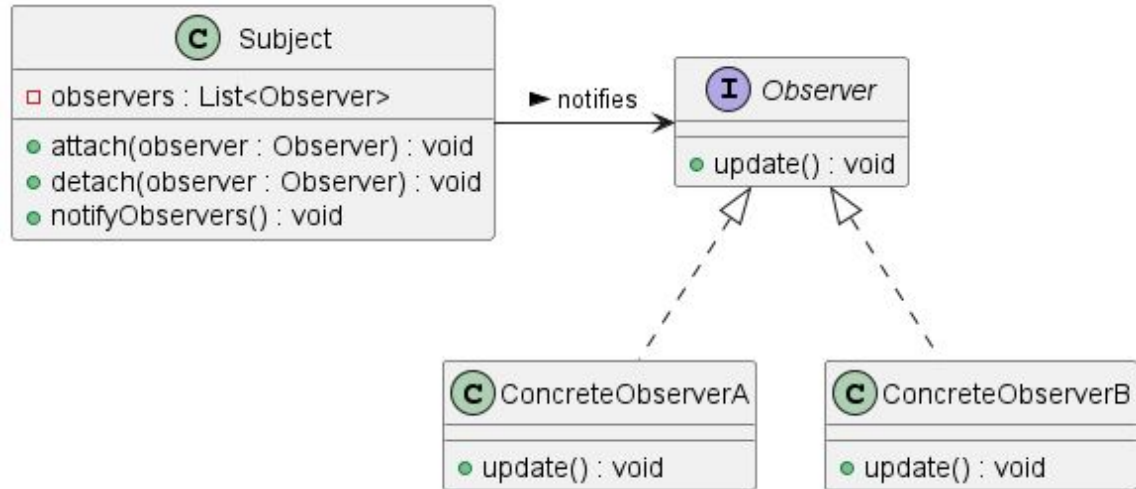 C Subject
observers : List<Observer>
attach(observer : Observer) : void
detach(observer : Observer) : void
notifyObservers() : void
notifies
I Observer
update() : void
C ConcreteObserverA
update() : void
C ConcreteObserverB
update() : void